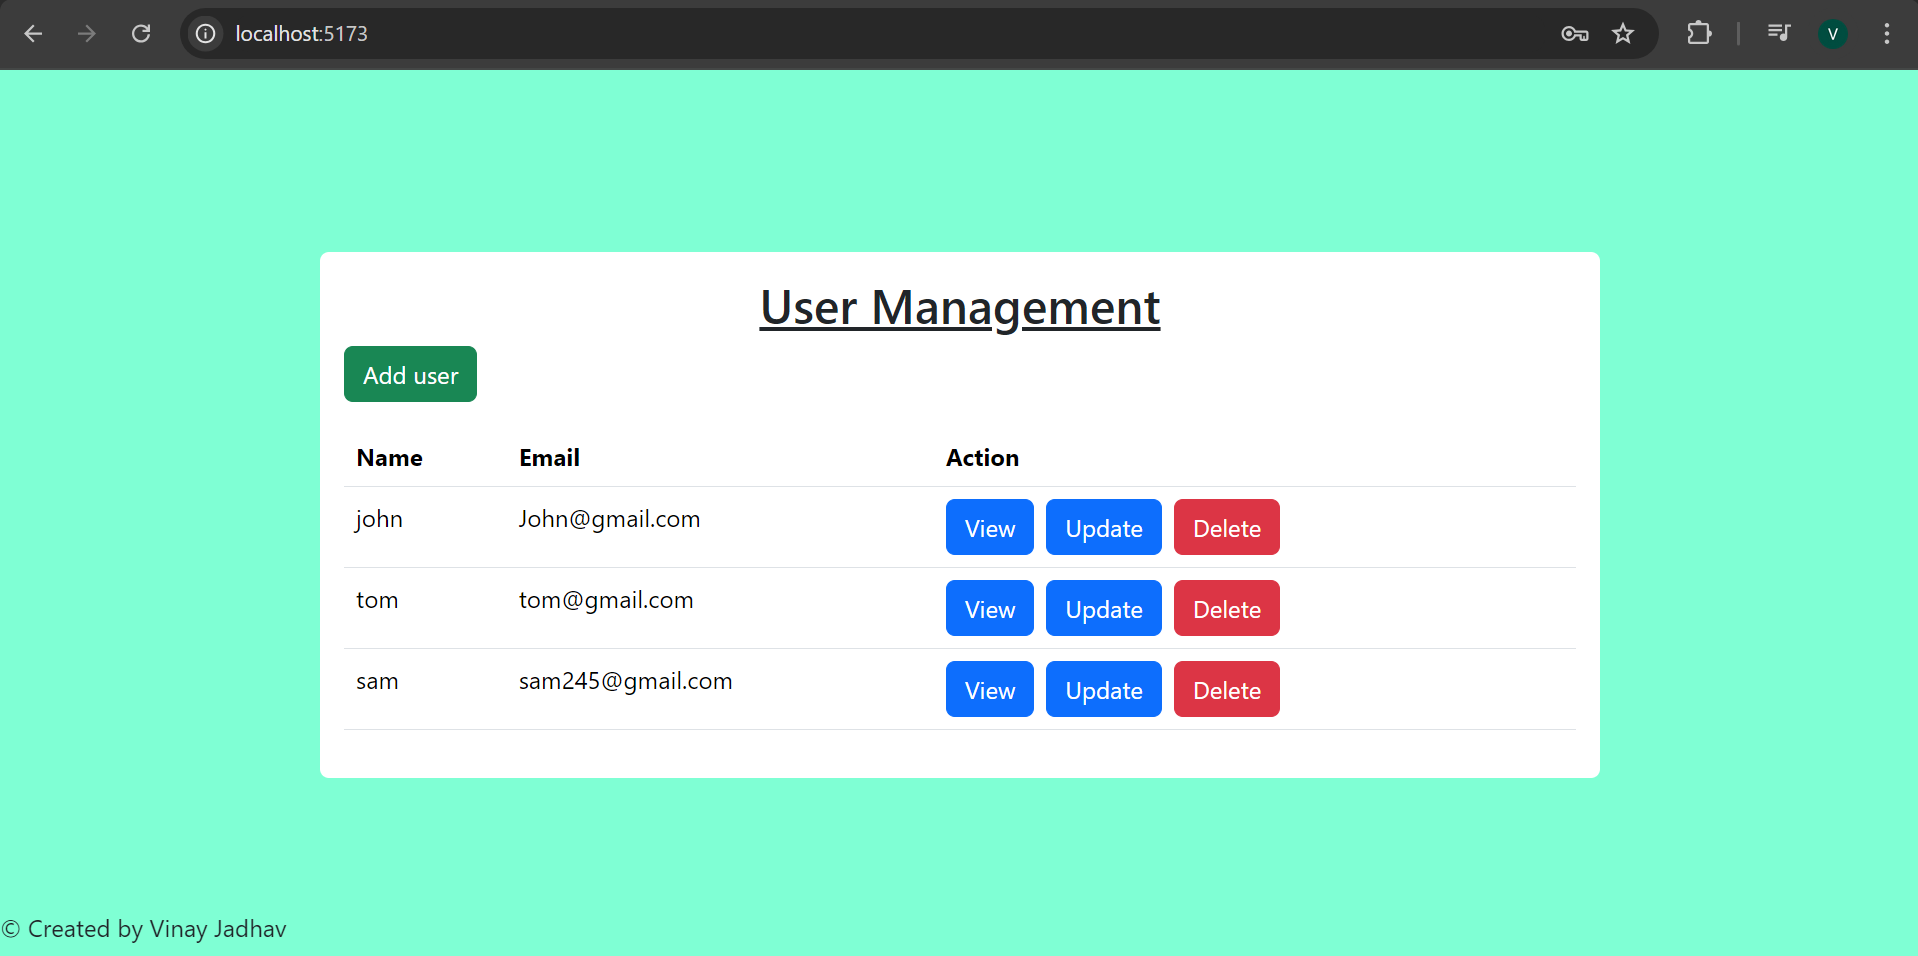 localhost:5173
V
User Management
Add user
Name Email Action
john John@gmail.com View Update Delete
tom tom@gmail.com View Update Delete
sam sam245@gmail.com View Update Delete
© Created by Vinay Jadhav